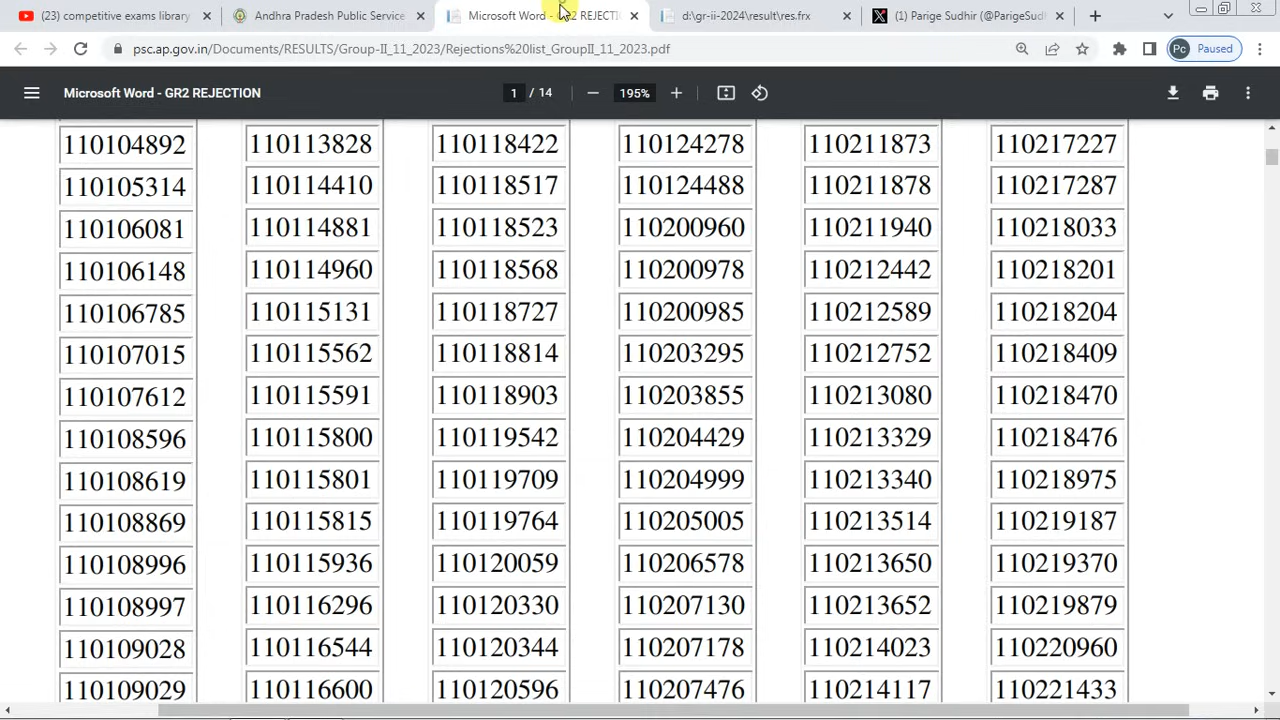 (23) competitive exams library
Andhra Pradesh Public Service
Microsoft Word - GR2 REJECTI
d:\gr-ii-2024\result\res.frx
(1) Parige Sudhir (@ParigeSudh
psc.ap.gov.in/Documents/RESULTS/Group-II_11_2023/Rejections%20list_GroupII_11_2023.pdf
Pc Paused
Microsoft Word - GR2 REJECTION
1 / 14
195%
110104892 110113828 110118422 110124278 110211873 110217227
110105314 110114410 110118517 110124488 110211878 110217287
110106081 110114881 110118523 110200960 110211940 110218033
110106148 110114960 110118568 110200978 110212442 110218201
110106785 110115131 110118727 110200985 110212589 110218204
110107015 110115562 110118814 110203295 110212752 110218409
110107612 110115591 110118903 110203855 110213080 110218470
110108596 110115800 110119542 110204429 110213329 110218476
110108619 110115801 110119709 110204999 110213340 110218975
110108869 110115815 110119764 110205005 110213514 110219187
110108996 110115936 110120059 110206578 110213650 110219370
110108997 110116296 110120330 110207130 110213652 110219879
110109028 110116544 110120344 110207178 110214023 110220960
110109029 110116600 110120596 110207476 110214117 110221433